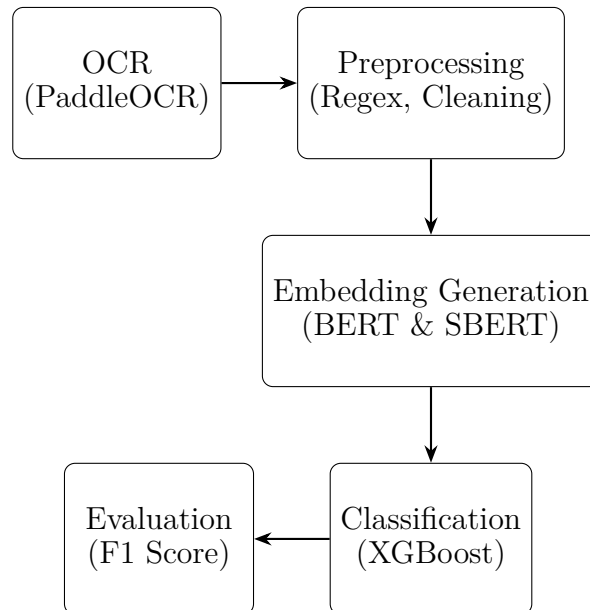 OCR
(PaddleOCR)
Preprocessing
(Regex, Cleaning)
Embedding Generation
(BERT & SBERT)
Classification
(XGBoost)
Evaluation
(F1 Score)